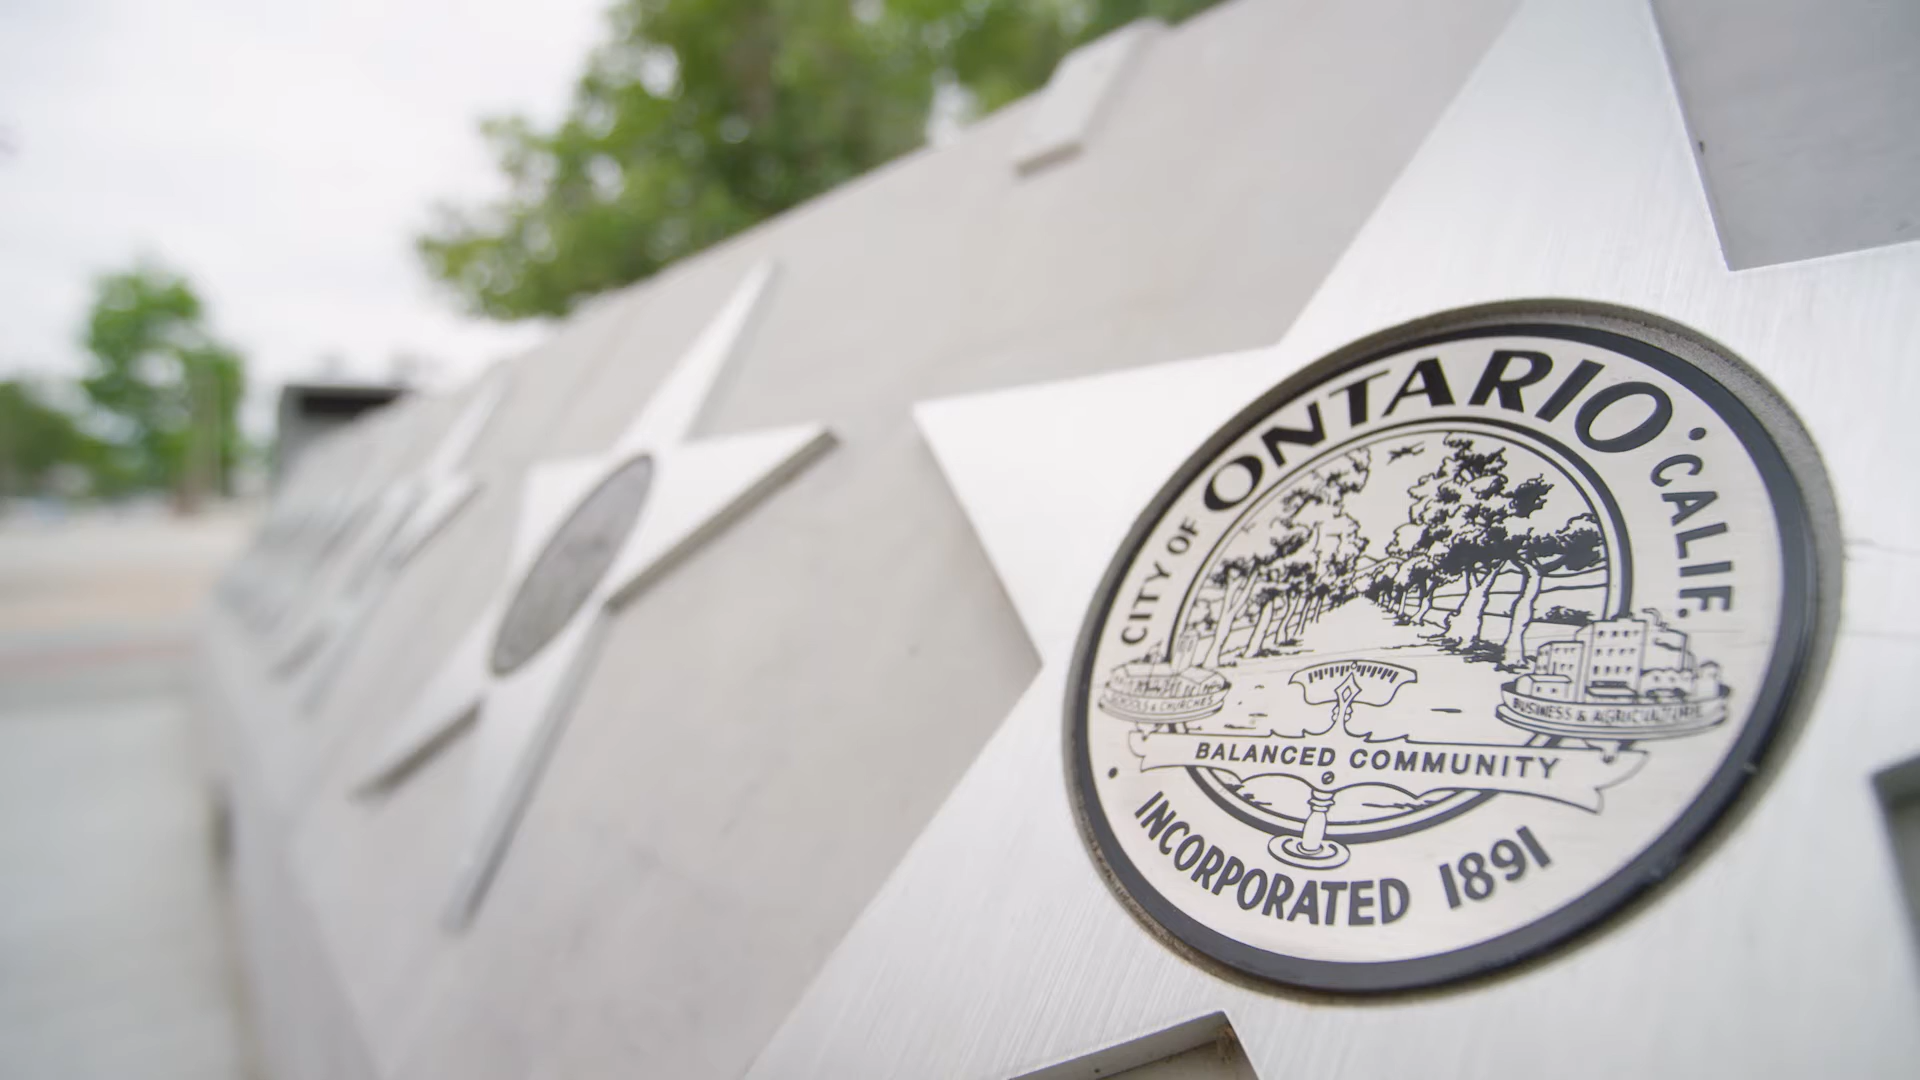 CITY OF ONTARIO, CALIF.
SCHOOLS & CHURCHES
BUSINESS & AGRICULTURE
BALANCED COMMUNITY
INCORPORATED 1891